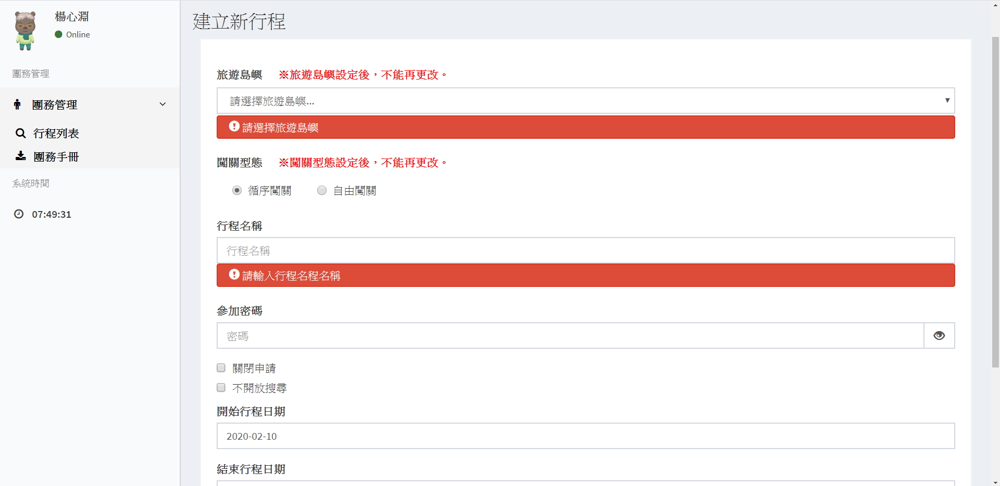 楊心淵
Online
團務管理
團務管理
行程列表
團務手冊
系統時間
07:49:31
建立新行程
旅遊島嶼 ※旅遊島嶼設定後，不能再更改。
請選擇旅遊島嶼...
請選擇旅遊島嶼
闖關型態 ※闖關型態設定後，不能再更改。
循序闖關 自由闖關
行程名稱
行程名稱
請輸入行程名程名稱
參加密碼
密碼
關閉申請
不開放搜尋
開始行程日期
2020-02-10
結束行程日期